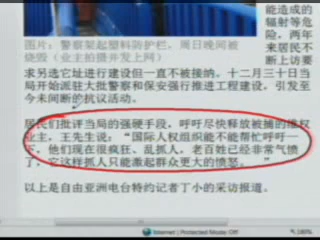 能造成的
辐射等危
险，两年
来居民不
断上访要
图片：警察架起塑料防护栏，周日晚间被
烧毁（业主拍摄并发上网）
求另选它址进行建设但一直不被接纳。十二月三十日当
局开始派驻大批警察和保安强行推进工程建设，引发至
今未间断的抗议活动。
居民们批评当局的强硬手段，呼吁尽快释放被捕的维权
业主，王先生说：“国际人权组织能不能帮忙呼吁一
下，他们现在很疯狂、乱抓人。老百姓已经非常气愤
了，它这样抓人只能激起群众更大的愤怒。”
以上是自由亚洲电台特约记者丁小的采访报道。
Internet | Protected Mode: Off
100%